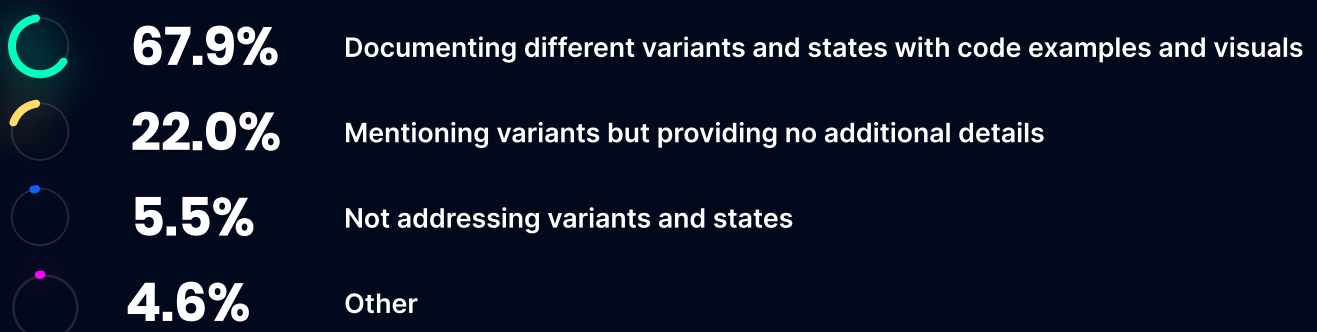 67.9% Documenting different variants and states with code examples and visuals
22.0% Mentioning variants but providing no additional details
5.5% Not addressing variants and states
4.6% Other